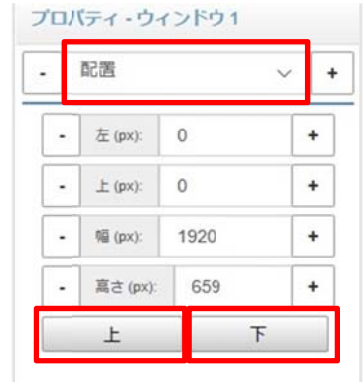 プロパティ - ウィンドウ 1
- 配置 +
- 左 (px): 0 +
- 上 (px): 0 +
- 幅 (px): 1920 +
- 高さ (px): 659 +
上 下